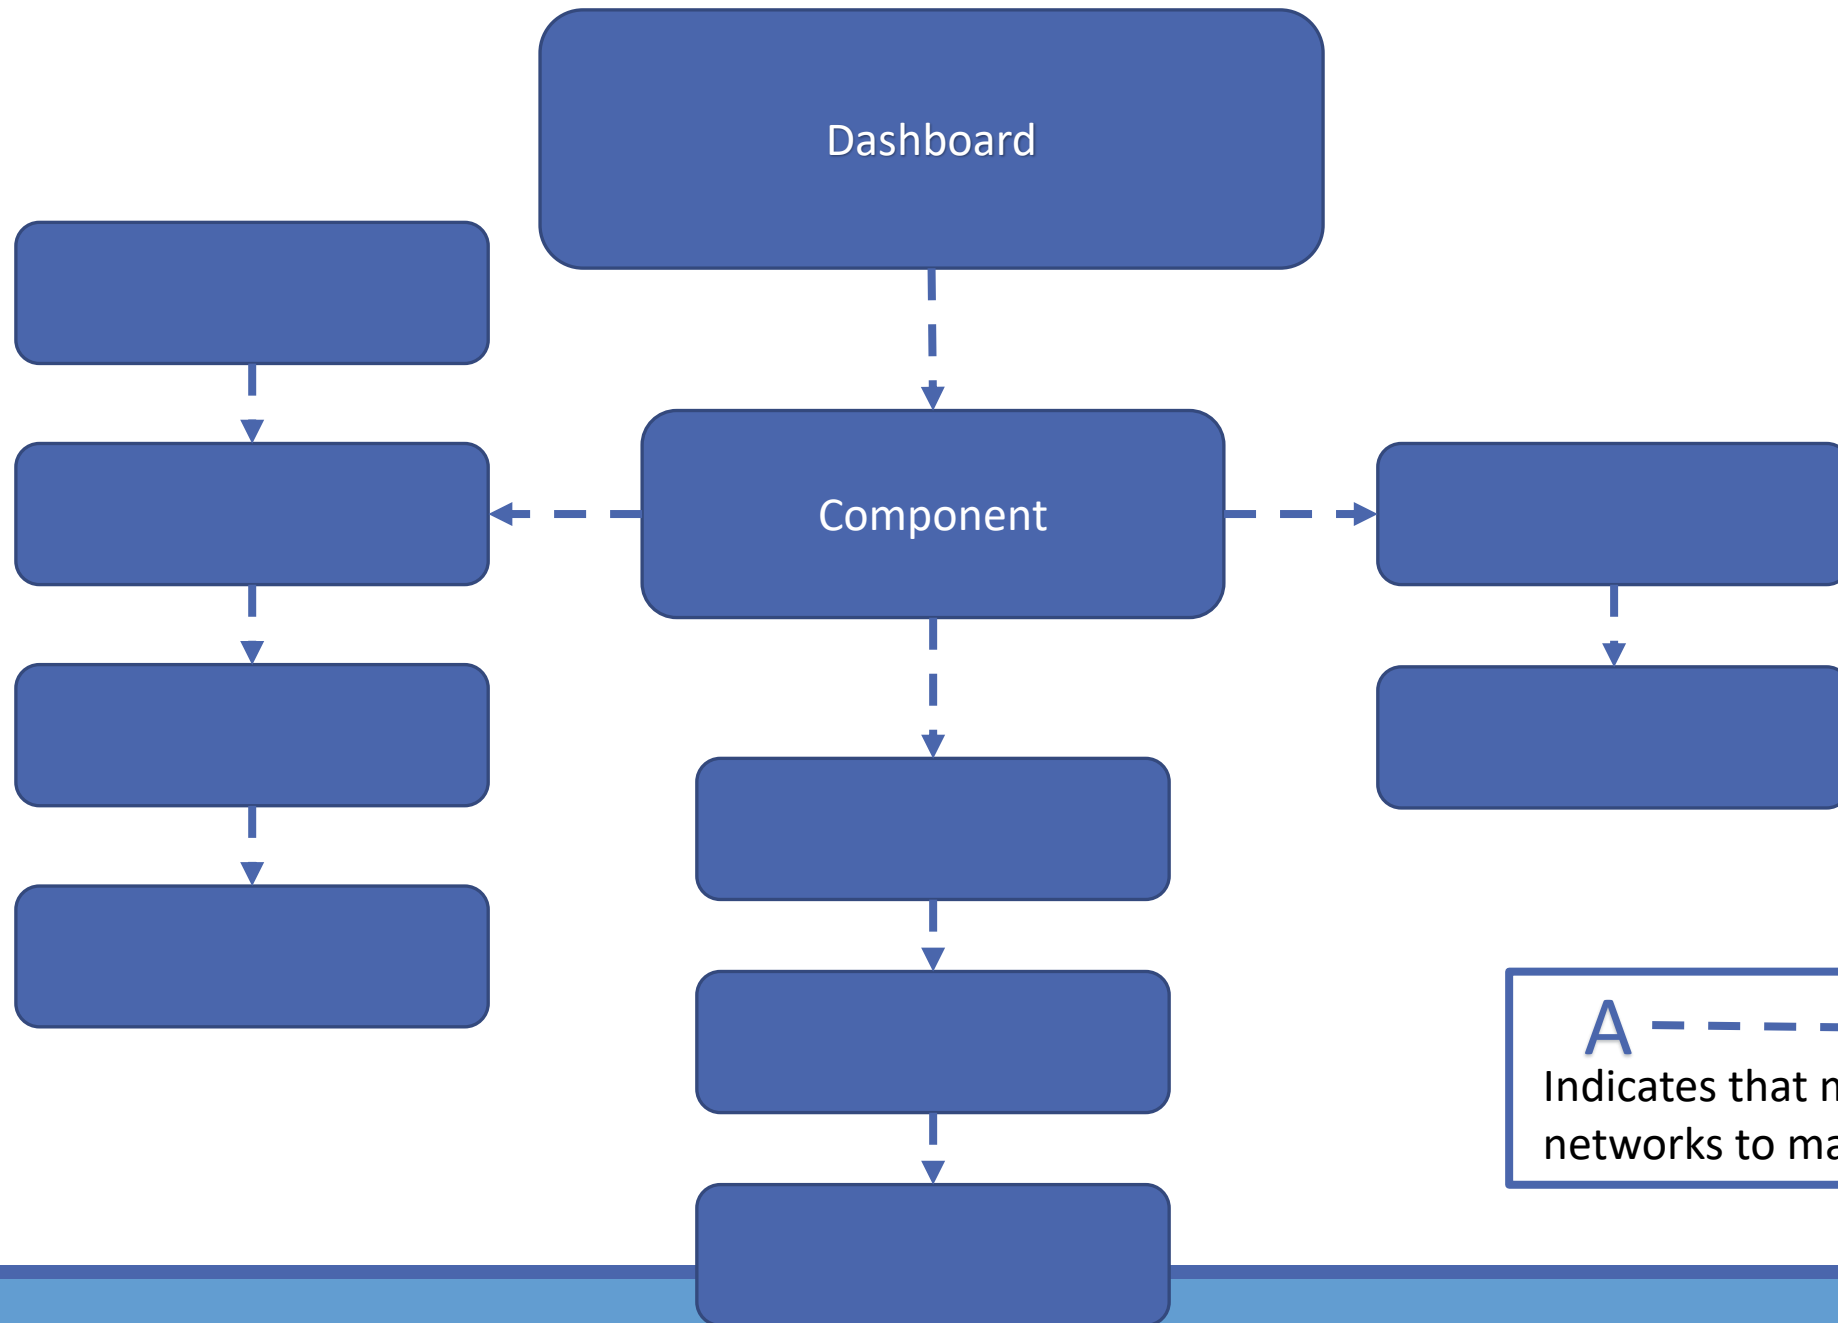 Dashboard
Component
A
Indicates that
networks to